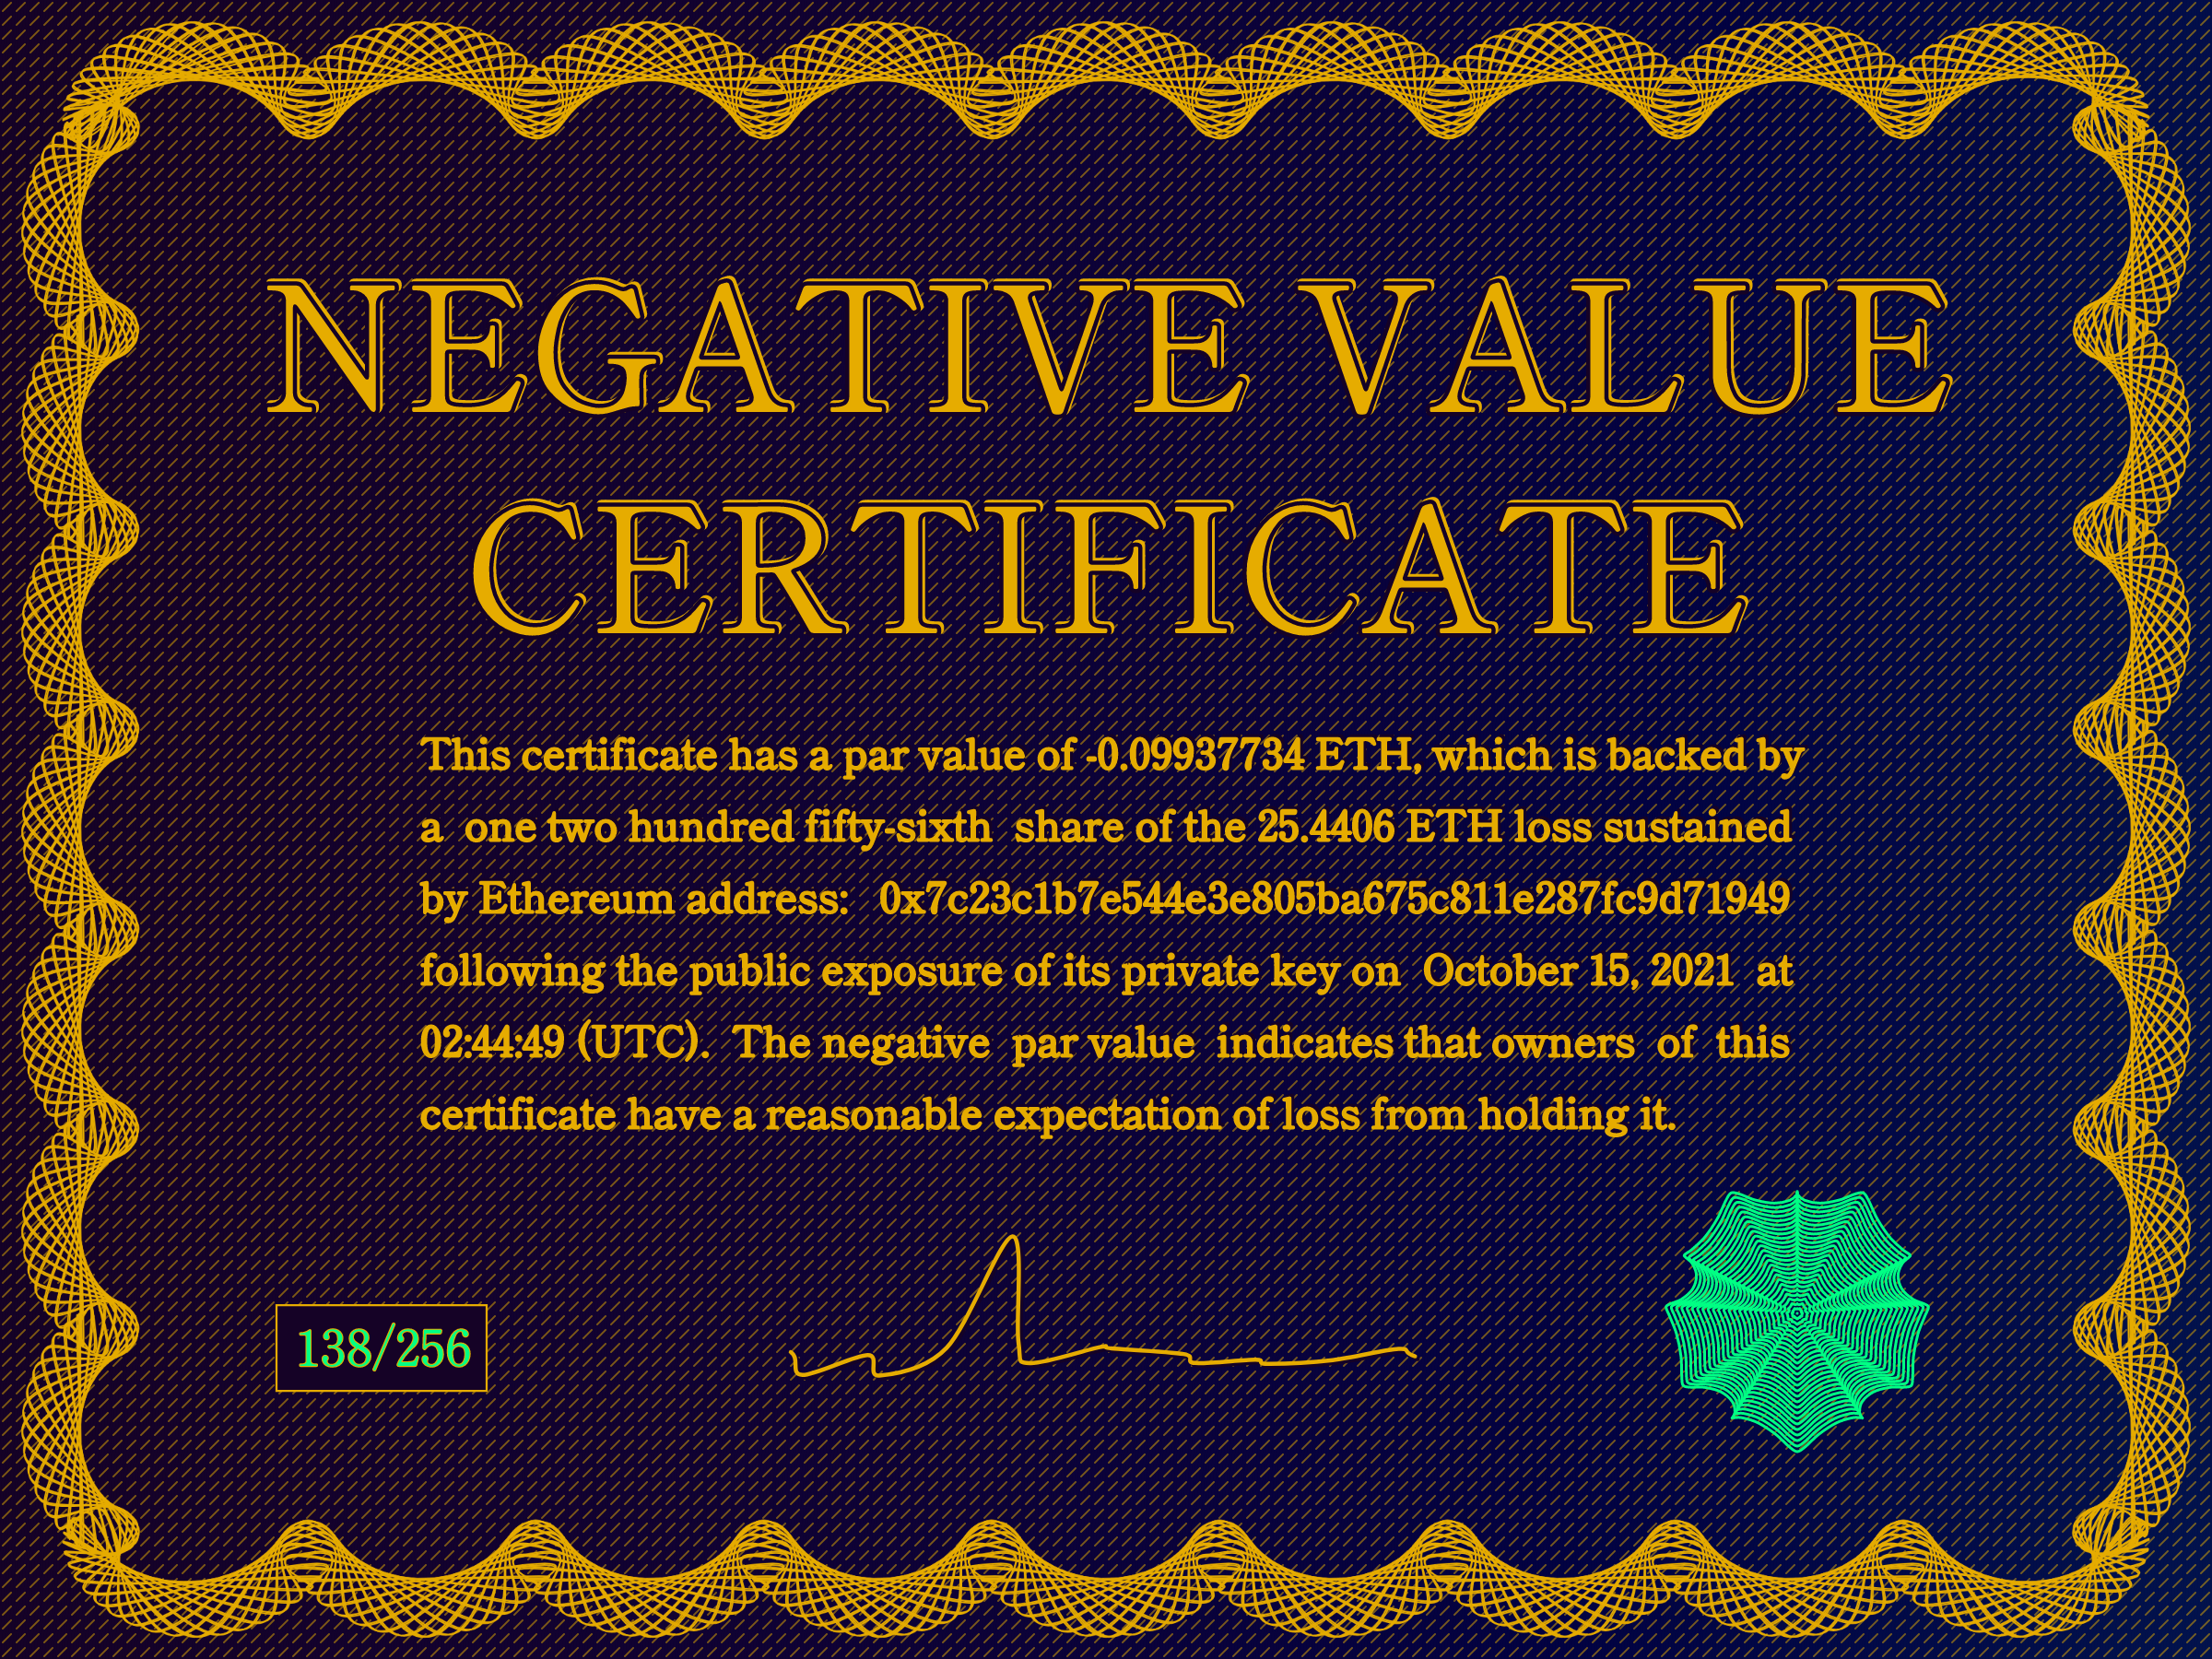 NEGATIVE VALUE
CERTIFICATE
This certificate has a par value of -0.09937734 ETH, which is backed by
a one two hundred fifty-sixth share of the 25.4406 ETH loss sustained
by Ethereum address: 0x7c23c1b7e544e3e805ba675c811e287fc9d71949
following the public exposure of its private key on October 15, 2021 at
02:44:49 (UTC). The negative par value indicates that owners of this
certificate have a reasonable expectation of loss from holding it.
138/256